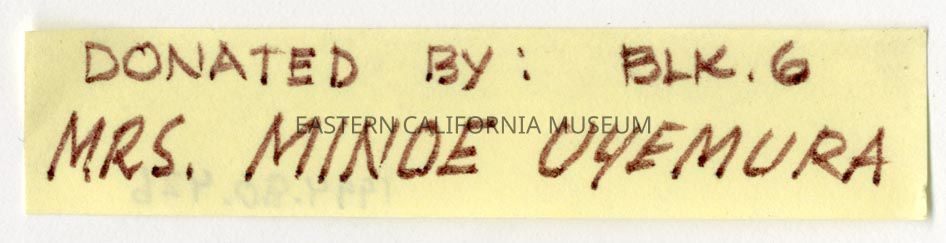 DONATED BY: BLK. 6
EASTERN CALIFORNIA MUSEUM
MRS. MINOE UYEMURA